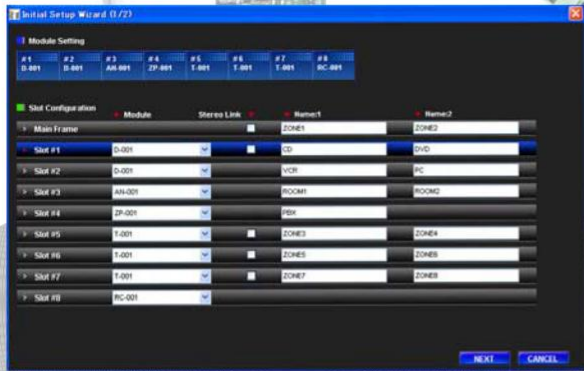 Initial Setup Wizard (1/2)
Module Setting
#1 #2 #3 #4 #5 #6 #7 #8
D-001 D-001 AN-001 ZP-001 T-001 T-001 T-001 RC-001
Slot Configuration
Module Stereo Link Name:1 Name:2
Main Frame ZONE1 ZONE2
Slot #1 D-001 CD DVD
Slot #2 D-001 VCR PC
Slot #3 AN-001 ROOM1 ROOM2
Slot #4 ZP-001 PBX
Slot #5 T-001 ZONE3 ZONE4
Slot #6 T-001 ZONE5 ZONE6
Slot #7 T-001 ZONE7 ZONE8
Slot #8 RC-001
NEXT CANCEL